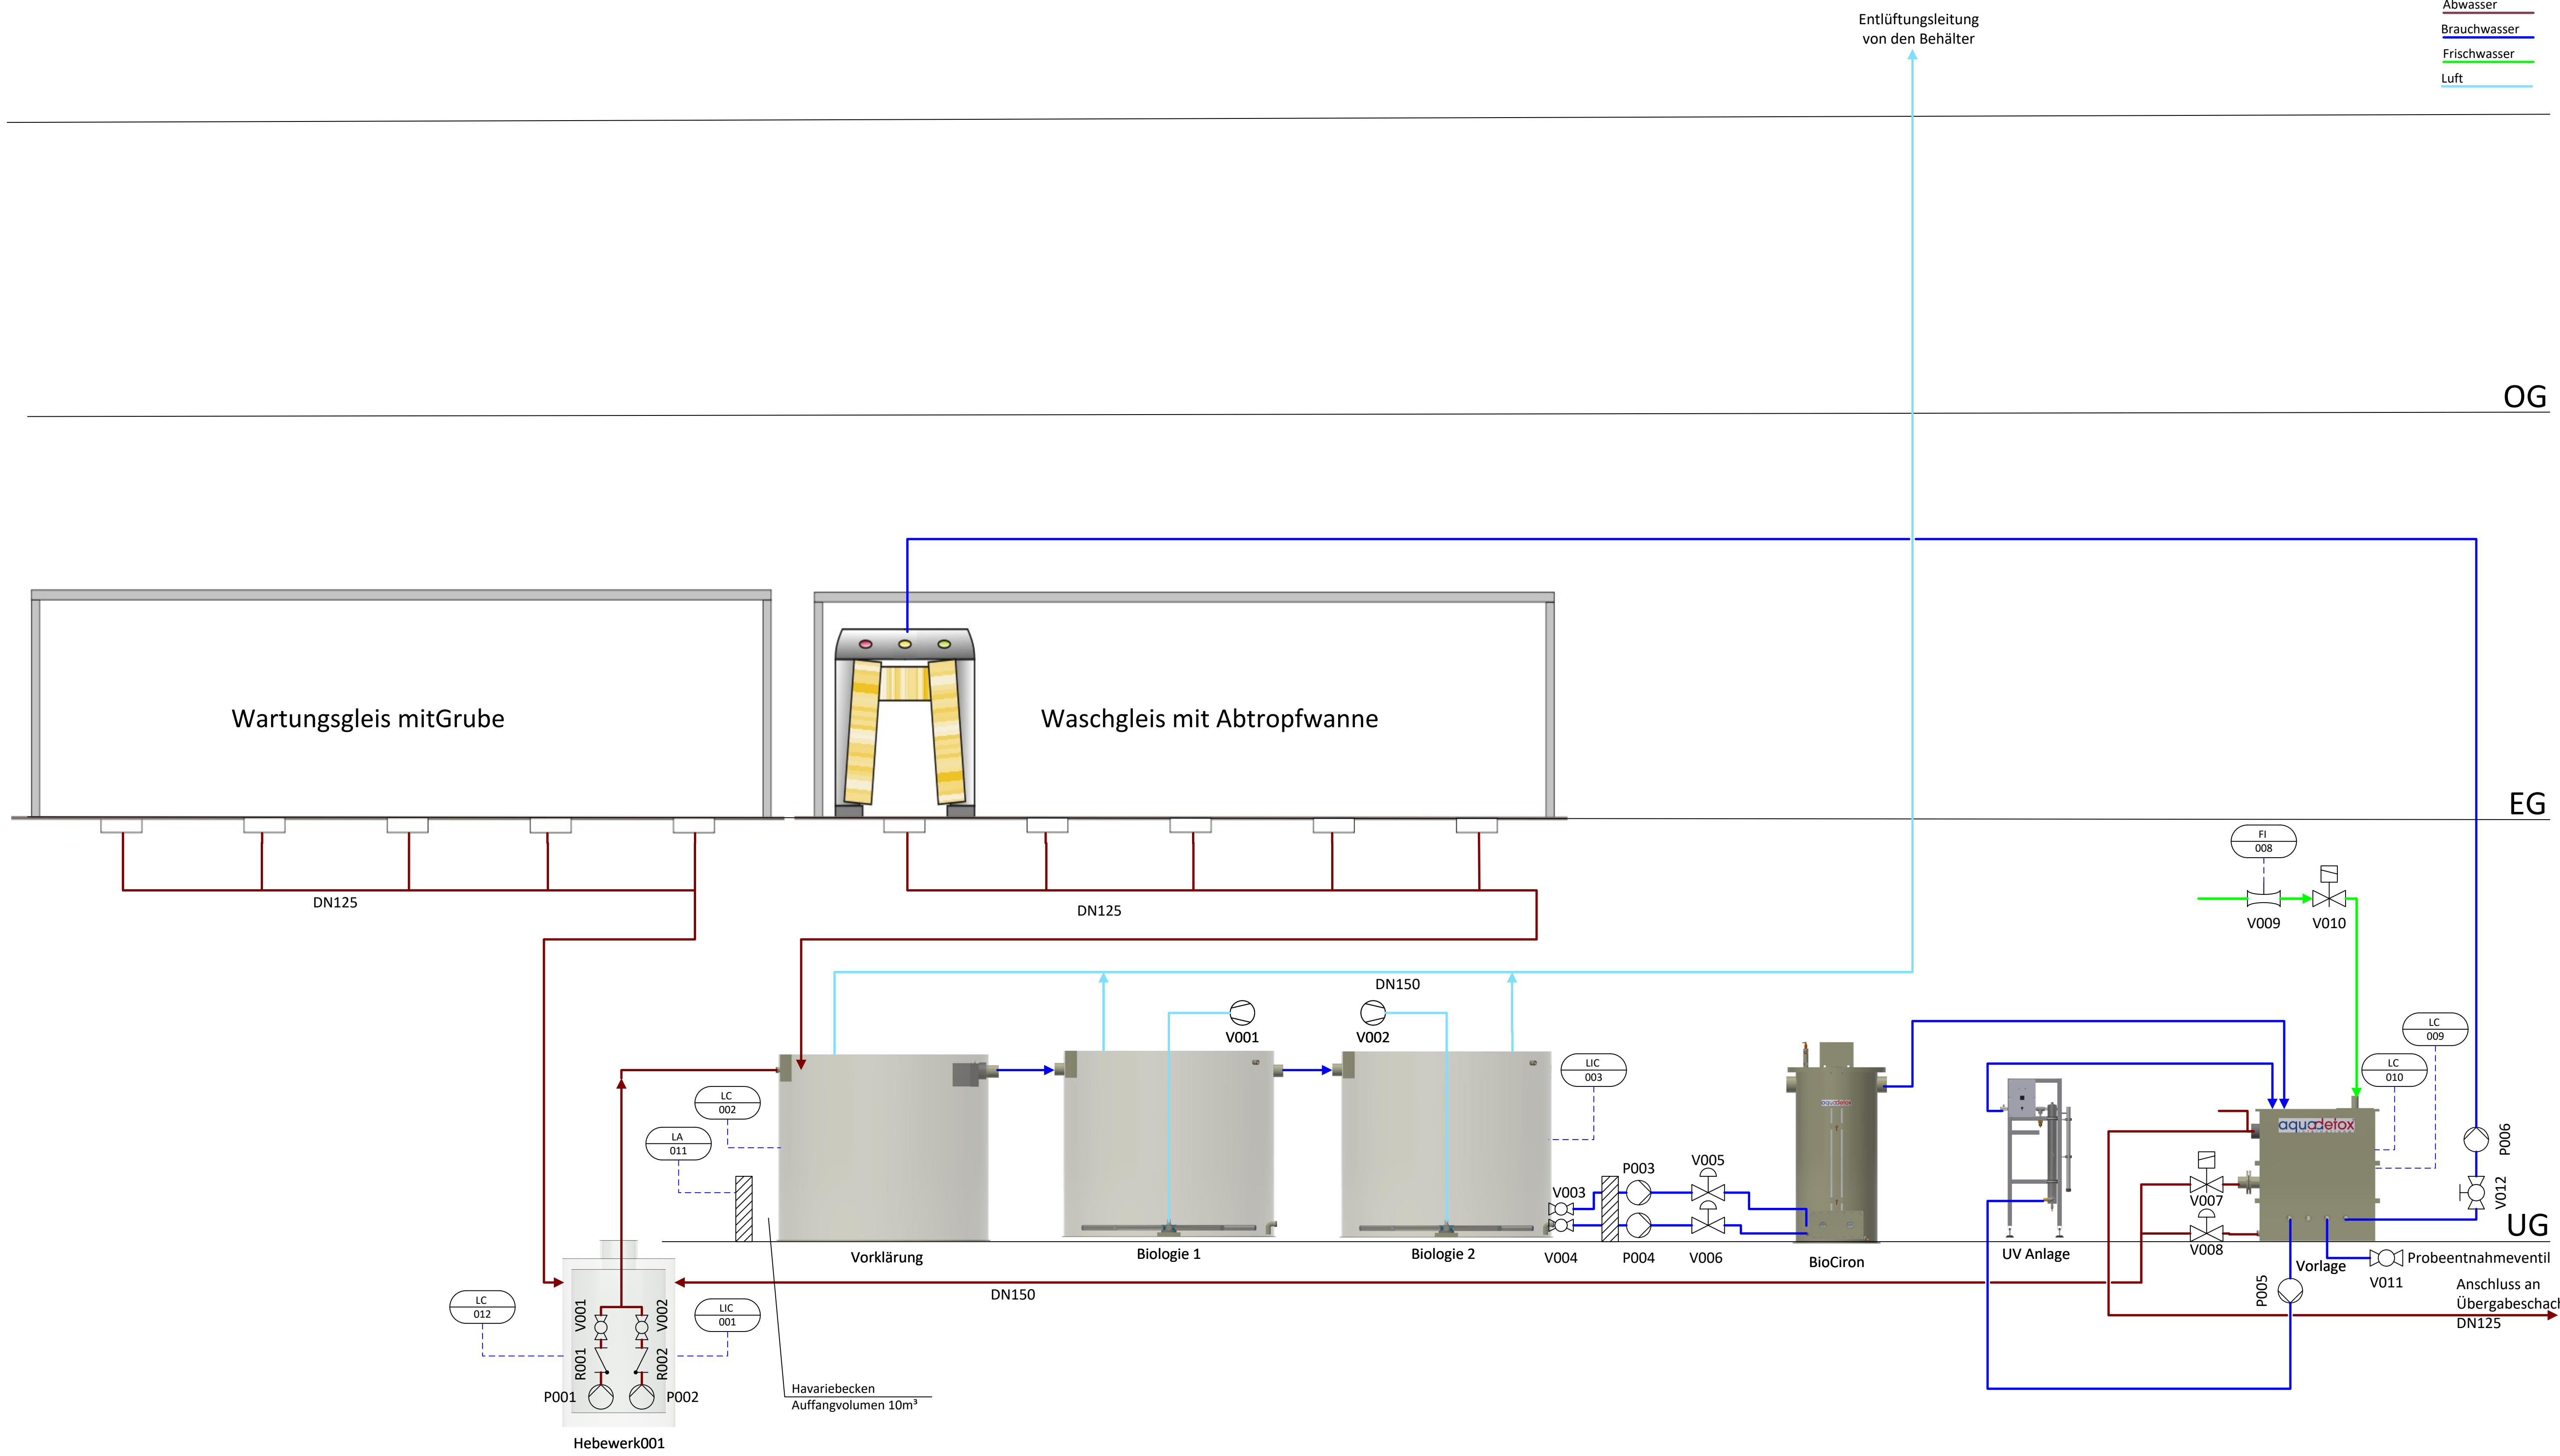 Entlüftungsleitung
von den Behälter
Abwasser
Brauchwasser
Frischwasser
Luft
OG
Wartungsgleis mitGrube
Waschgleis mit Abtropfwanne
EG
FI
008
V009
V010
DN125
DN125
DN150
V001
V002
LC
009
LC
010
LIC
003
LC
002
LA
011
aquadetox
aquadetox
P006
V012
V003
P003
V005
V007
V008
UG
Vorklärung
Biologie 1
Biologie 2
V004
P004
V006
BioCiron
UV Anlage
Vorlage
Probeentnahmeventil
V011
P005
Anschluss an
Übergabeschach
DN125
DN150
LC
012
LIC
001
V001
V002
R001
R002
P001
P002
Havariebecken
Auffangvolumen 10m³
Hebewerk001